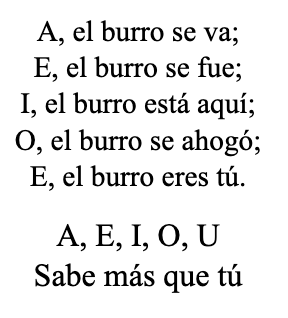 A, el burro se va;
E, el burro se fue;
I, el burro está aquí;
O, el burro se ahogó;
E, el burro eres tú.
A, E, I, O, U
Sabe más que tú